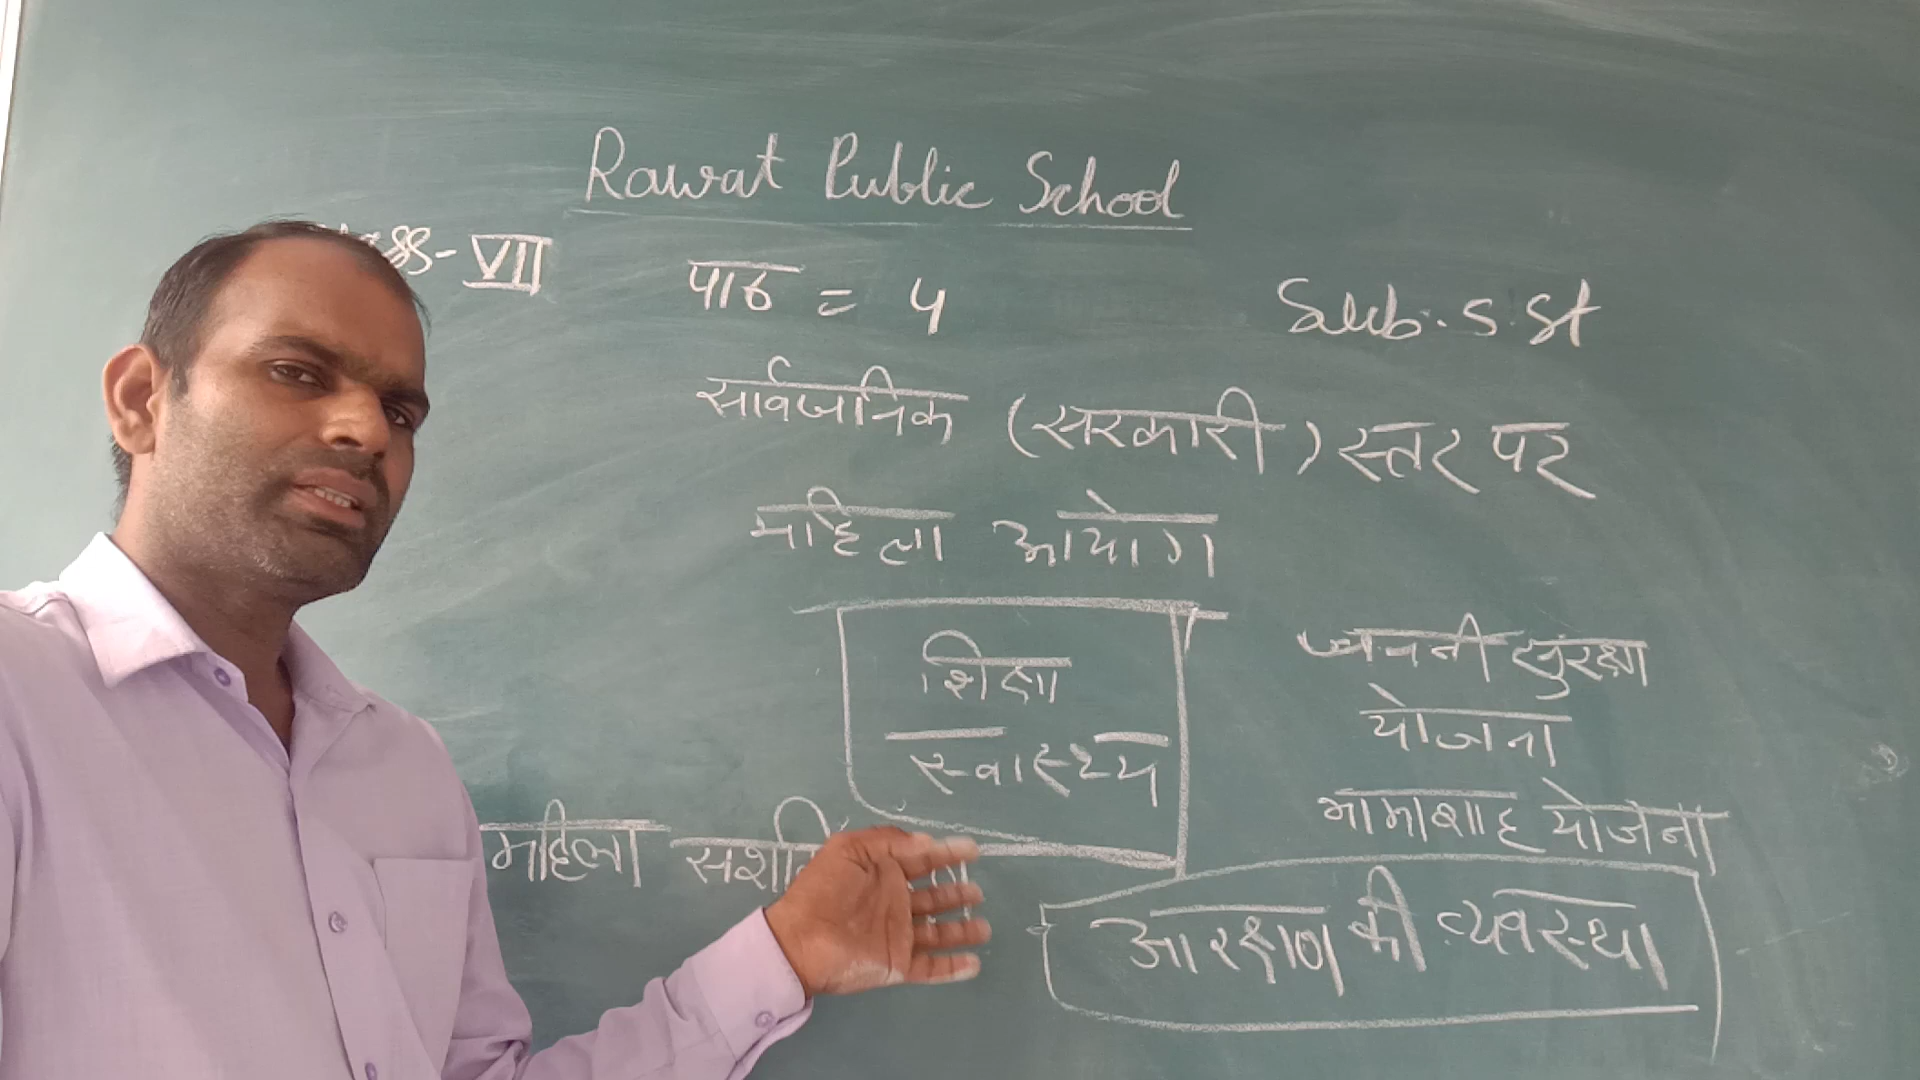 Rawat Public School
VII
पाठ = 4
Sub. S.St
सार्वजनिक (सरकारी) स्तर पर
महिला आयोग
शिक्षा
स्वास्थ्य
जननी सुरक्षा
योजना
भामाशाह योजना
महिला
आरक्षण की व्यवस्था